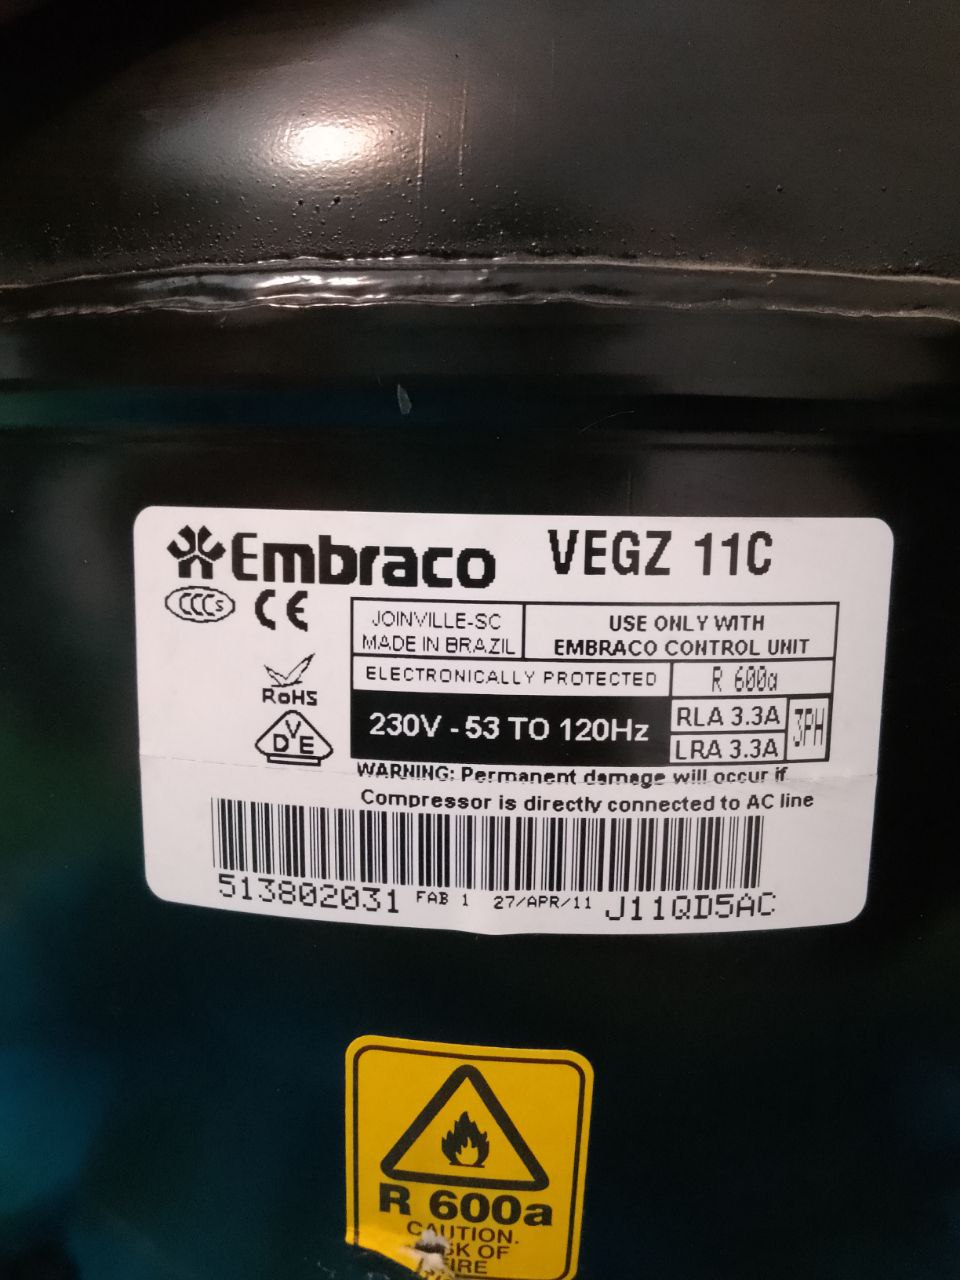 Embraco VEGZ 11C
CCCs CE
JOINVILLE-SC
MADE IN BRAZIL
USE ONLY WITH
EMBRACO CONTROL UNIT
ELECTRONICALLY PROTECTED
R 600a
RoHS
VDE
230V - 53 TO 120Hz
RLA 3.3A
LRA 3.3A
3PH
WARNING: Permanent damage will occur if
Compressor is directly connected to AC line
513802031 FAB 1 27/APR/11 J11QD5AC
R 600a
CAUTION.
OF